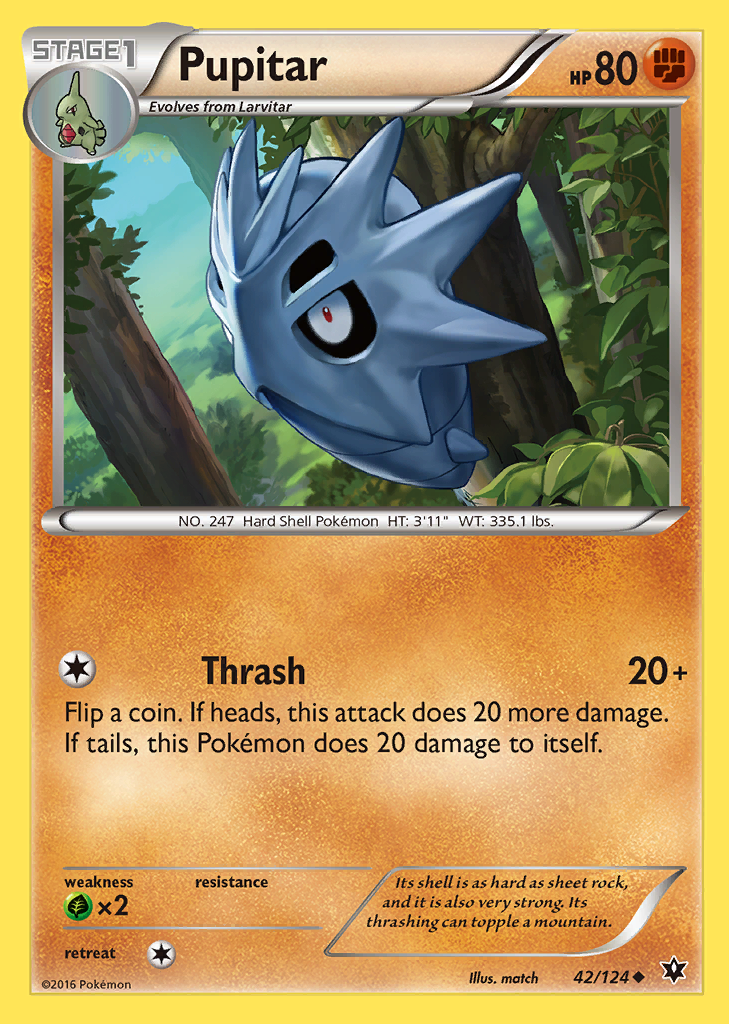 STAGE1
Pupitar
HP 80
Evolves from Larvitar
NO. 247 Hard Shell Pokémon HT: 3'11" WT: 335.1 lbs.
Thrash 20+
Flip a coin. If heads, this attack does 20 more damage.
If tails, this Pokémon does 20 damage to itself.
weakness resistance
×2
retreat
Its shell is as hard as sheet rock,
and it is also very strong. Its
thrashing can topple a mountain.
©2016 Pokémon
Illus. match 42/124